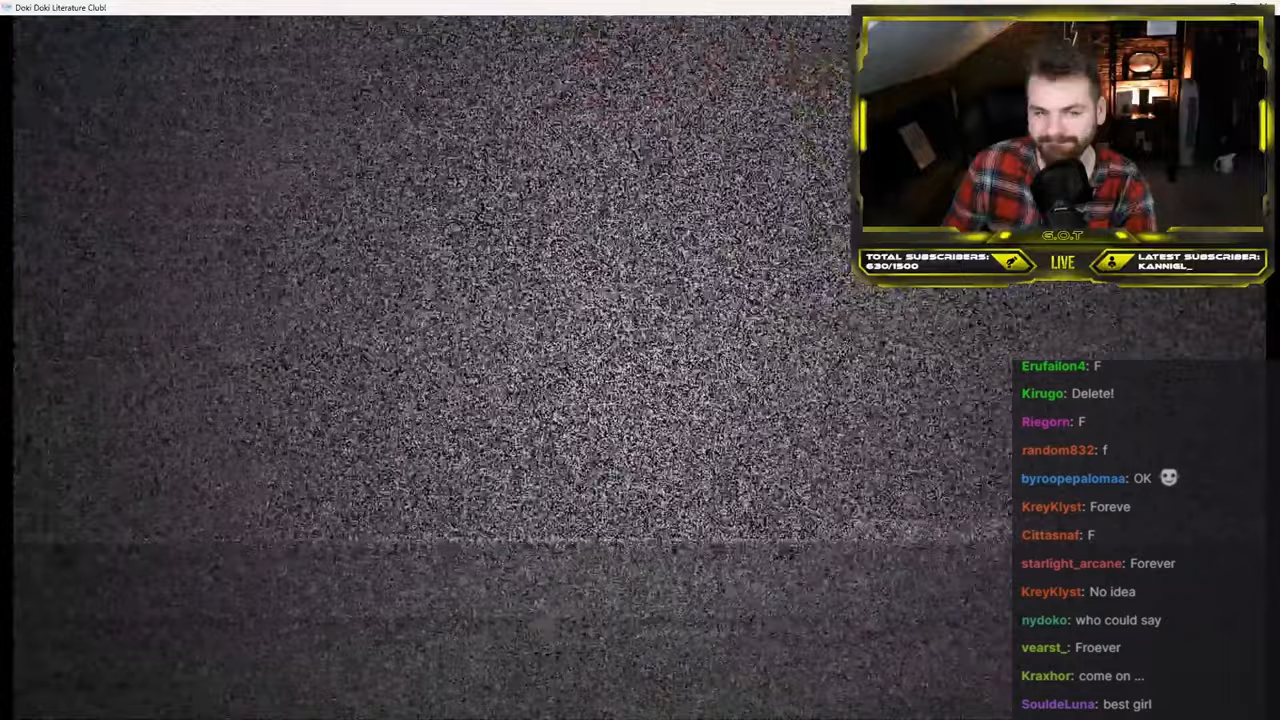 Doki Doki Literature Club!
G.O.T
TOTAL SUBSCRIBERS:
630/1500
LIVE
LATEST SUBSCRIBER:
KANNIGL_
Erufailon4: F
Kirugo: Delete!
Riegorn: F
random832: f
byroopepalomaa: OK
KreyKlyst: Foreve
Cittasnaf: F
starlight_arcane: Forever
KreyKlyst: No idea
nydoko: who could say
vearst_: Froever
Kraxhor: come on ...
SouldeLuna: best girl